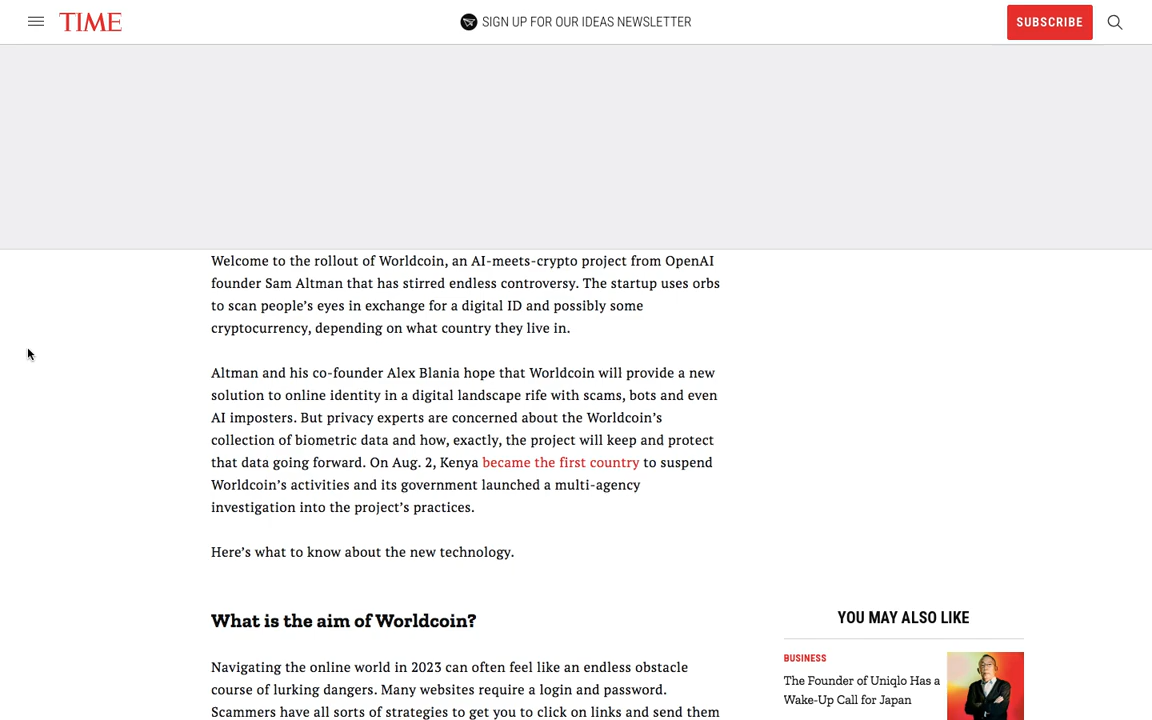 TIME
SIGN UP FOR OUR IDEAS NEWSLETTER
SUBSCRIBE
Welcome to the rollout of Worldcoin, an AI-meets-crypto project from OpenAI
founder Sam Altman that has stirred endless controversy. The startup uses orbs
to scan people’s eyes in exchange for a digital ID and possibly some
cryptocurrency, depending on what country they live in.
Altman and his co-founder Alex Blania hope that Worldcoin will provide a new
solution to online identity in a digital landscape rife with scams, bots and even
AI imposters. But privacy experts are concerned about the Worldcoin’s
collection of biometric data and how, exactly, the project will keep and protect
that data going forward. On Aug. 2, Kenya became the first country to suspend
Worldcoin’s activities and its government launched a multi-agency
investigation into the project’s practices.
Here’s what to know about the new technology.
What is the aim of Worldcoin?
Navigating the online world in 2023 can often feel like an endless obstacle
course of lurking dangers. Many websites require a login and password.
Scammers have all sorts of strategies to get you to click on links and send them
YOU MAY ALSO LIKE
BUSINESS
The Founder of Uniqlo Has a
Wake-Up Call for Japan